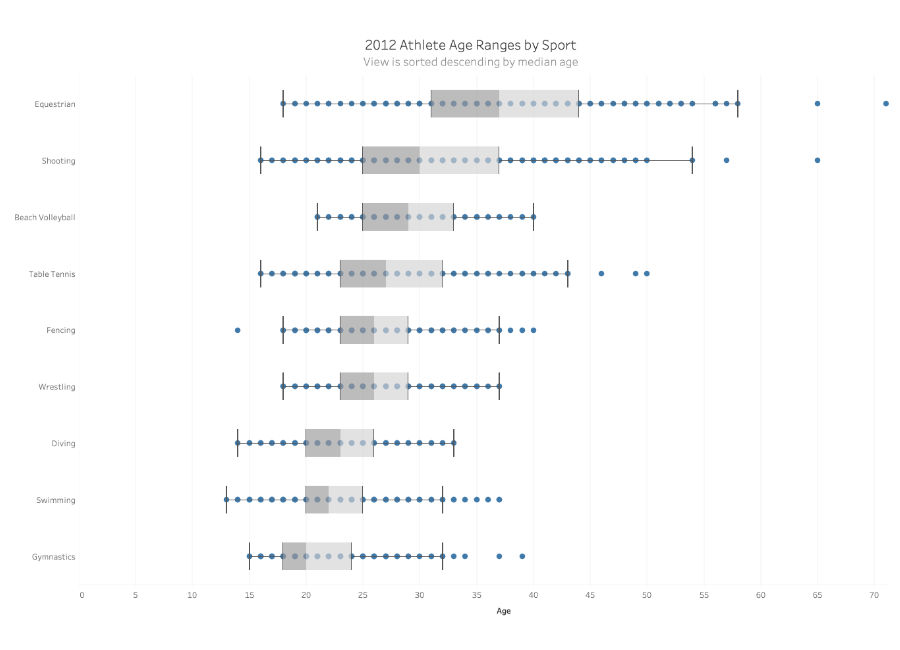 2012 Athlete Age Ranges by Sport
View is sorted descending by median age
Equestrian
Shooting
Beach Volleyball
Table Tennis
Fencing
Wrestling
Diving
Swimming
Gymnastics
0 5 10 15 20 25 30 35 40 45 50 55 60 65 70
Age